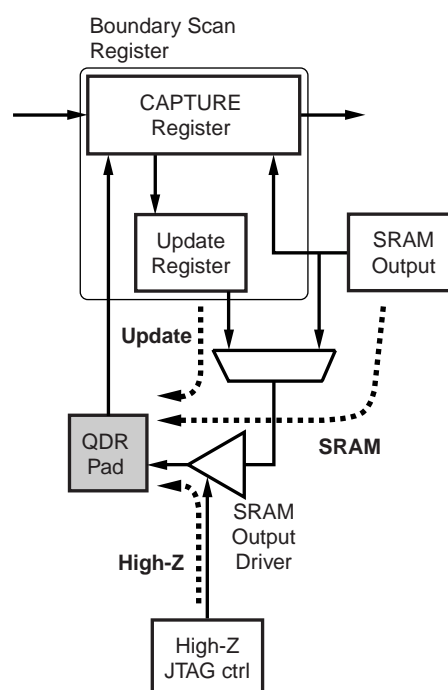 Boundary Scan
Register
CAPTURE
Register
Update
Register
SRAM
Output
Update
SRAM
QDR
Pad
SRAM
Output
Driver
High-Z
High-Z
JTAG ctrl